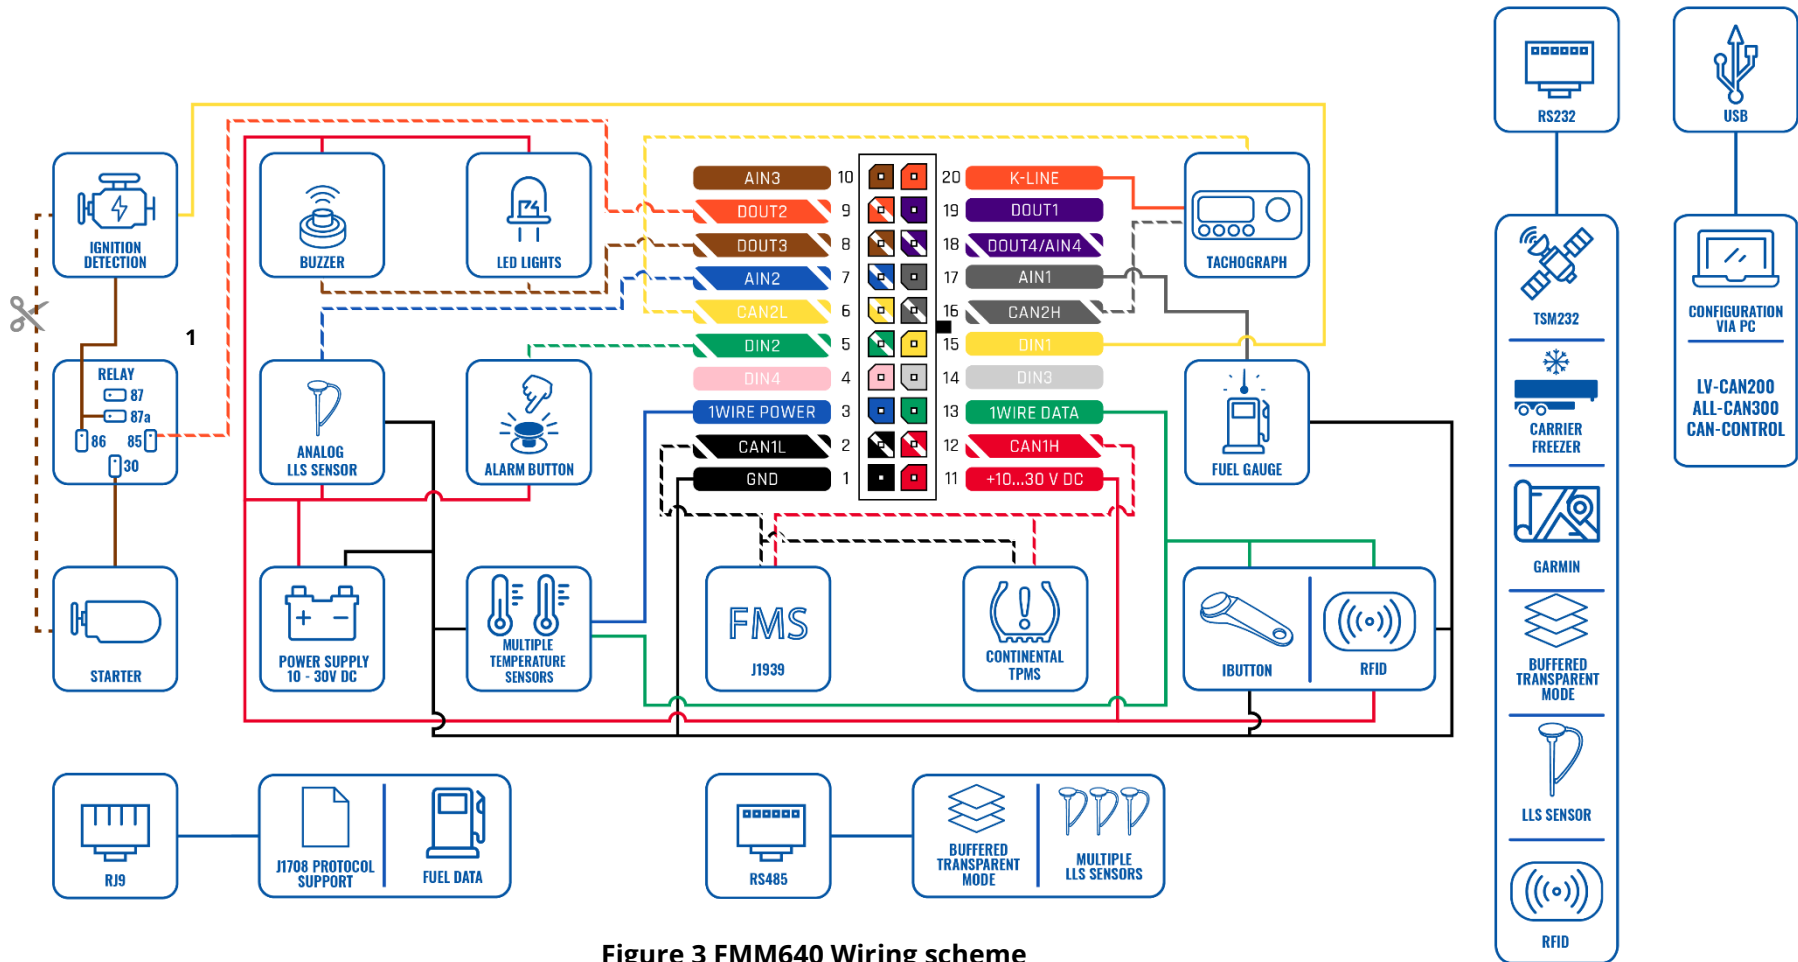 RS232
USB
IGNITION
DETECTION
BUZZER
LED LIGHTS
AIN3 10
20 K-LINE
DOUT2 9
19 DOUT1
DOUT3 8
18 DOUT4/AIN4
AIN2 7
17 AIN1
CAN2L 6
16 CAN2H
DIN2 5
15 DIN1
DIN4 4
14 DIN3
1WIRE POWER 3
13 1WIRE DATA
CAN1L 2
12 CAN1H
GND 1
11 +10...30 V DC
TACHOGRAPH
1
RELAY
87
87a
86 85
30
ANALOG
LLS SENSOR
ALARM BUTTON
FUEL GAUGE
STARTER
+ -
POWER SUPPLY
10 - 30V DC
MULTIPLE
TEMPERATURE
SENSORS
FMS
J1939
CONTINENTAL
TPMS
IBUTTON
RFID
TSM232
CARRIER
FREEZER
GARMIN
BUFFERED
TRANSPARENT
MODE
LLS SENSOR
RFID
CONFIGURATION
VIA PC
LV-CAN200
ALL-CAN300
CAN-CONTROL
RJ9
J1708 PROTOCOL
SUPPORT
FUEL DATA
RS485
BUFFERED
TRANSPARENT
MODE
MULTIPLE
LLS SENSORS
Figure 3 FMM640 Wiring scheme